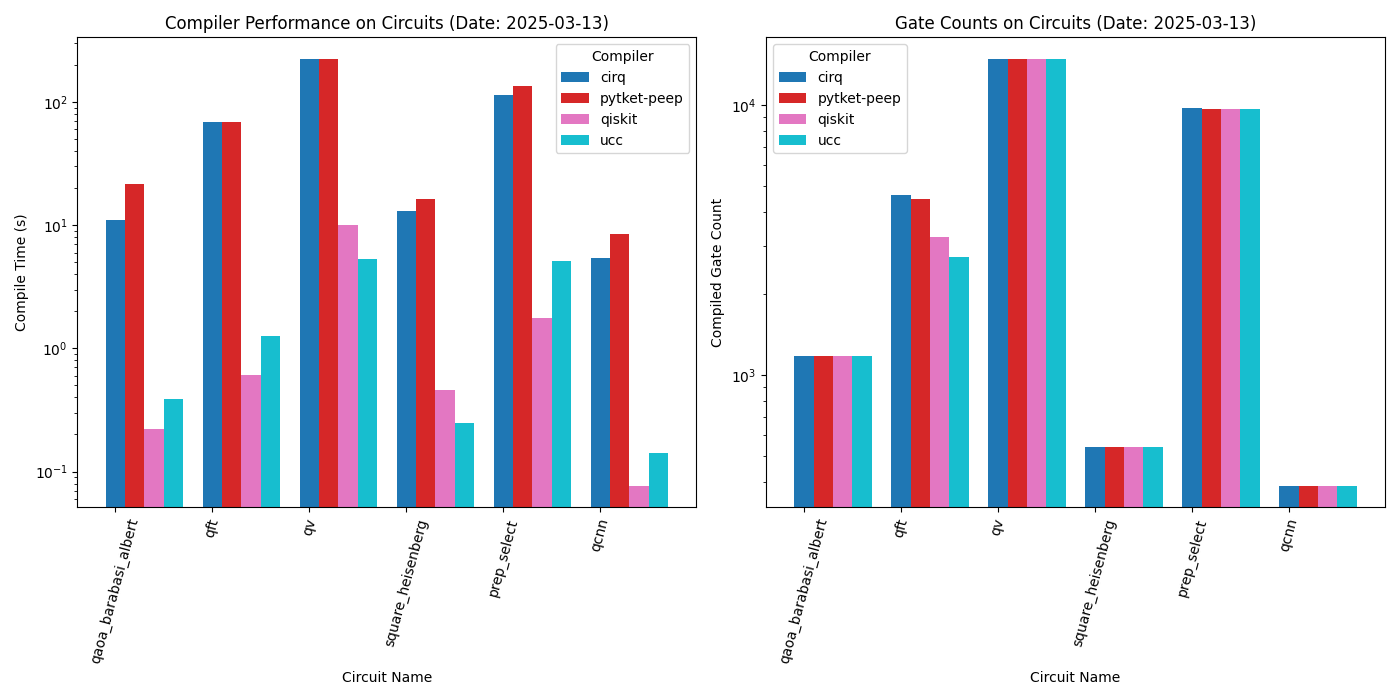 Compiler Performance on Circuits (Date: 2025-03-13)
Compile Time (s)
10²
10¹
10⁰
10⁻¹
Compiler
cirq
pytket-peep
qiskit
ucc
qaoa_barabasi_albert
qft
qv
square_heisenberg
prep_select
qcnn
Circuit Name
Gate Counts on Circuits (Date: 2025-03-13)
Compiled Gate Count
10⁴
10³
Compiler
cirq
pytket-peep
qiskit
ucc
qaoa_barabasi_albert
qft
qv
square_heisenberg
prep_select
qcnn
Circuit Name